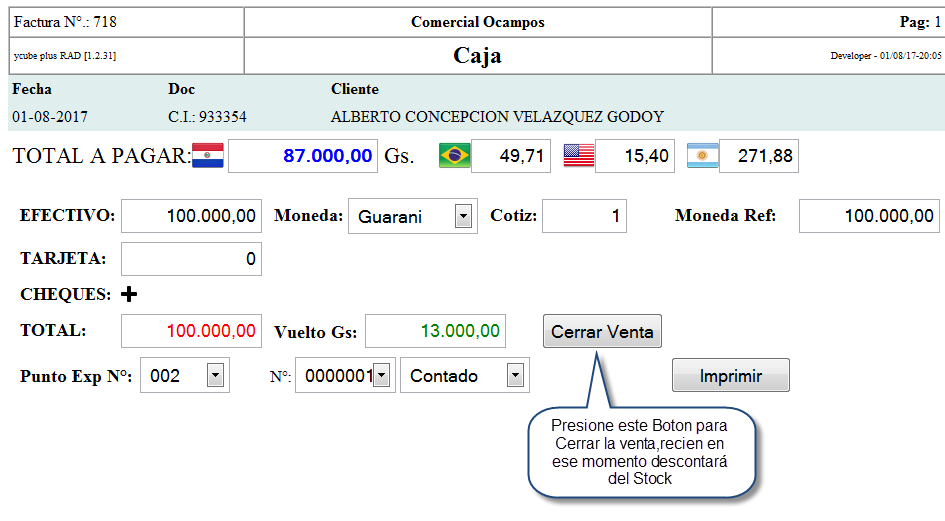 Factura N°.: 718 Comercial Ocampos Pag: 1
ycube plus RAD [1.2.31] Caja Developer - 01/08/17-20:05
Fecha Doc Cliente
01-08-2017 C.I.: 933354 ALBERTO CONCEPCION VELAZQUEZ GODOY
TOTAL A PAGAR: 87.000,00 Gs. 49,71 15,40 271,88
EFECTIVO: 100.000,00 Moneda: Guarani Cotiz: 1 Moneda Ref: 100.000,00
TARJETA: 0
CHEQUES:
TOTAL: 100.000,00 Vuelto Gs: 13.000,00 Cerrar Venta
Punto Exp N°: 002 N°: 0000001 Contado Imprimir
Presione este Boton para
Cerrar la venta,recien en
ese momento descontará
del Stock